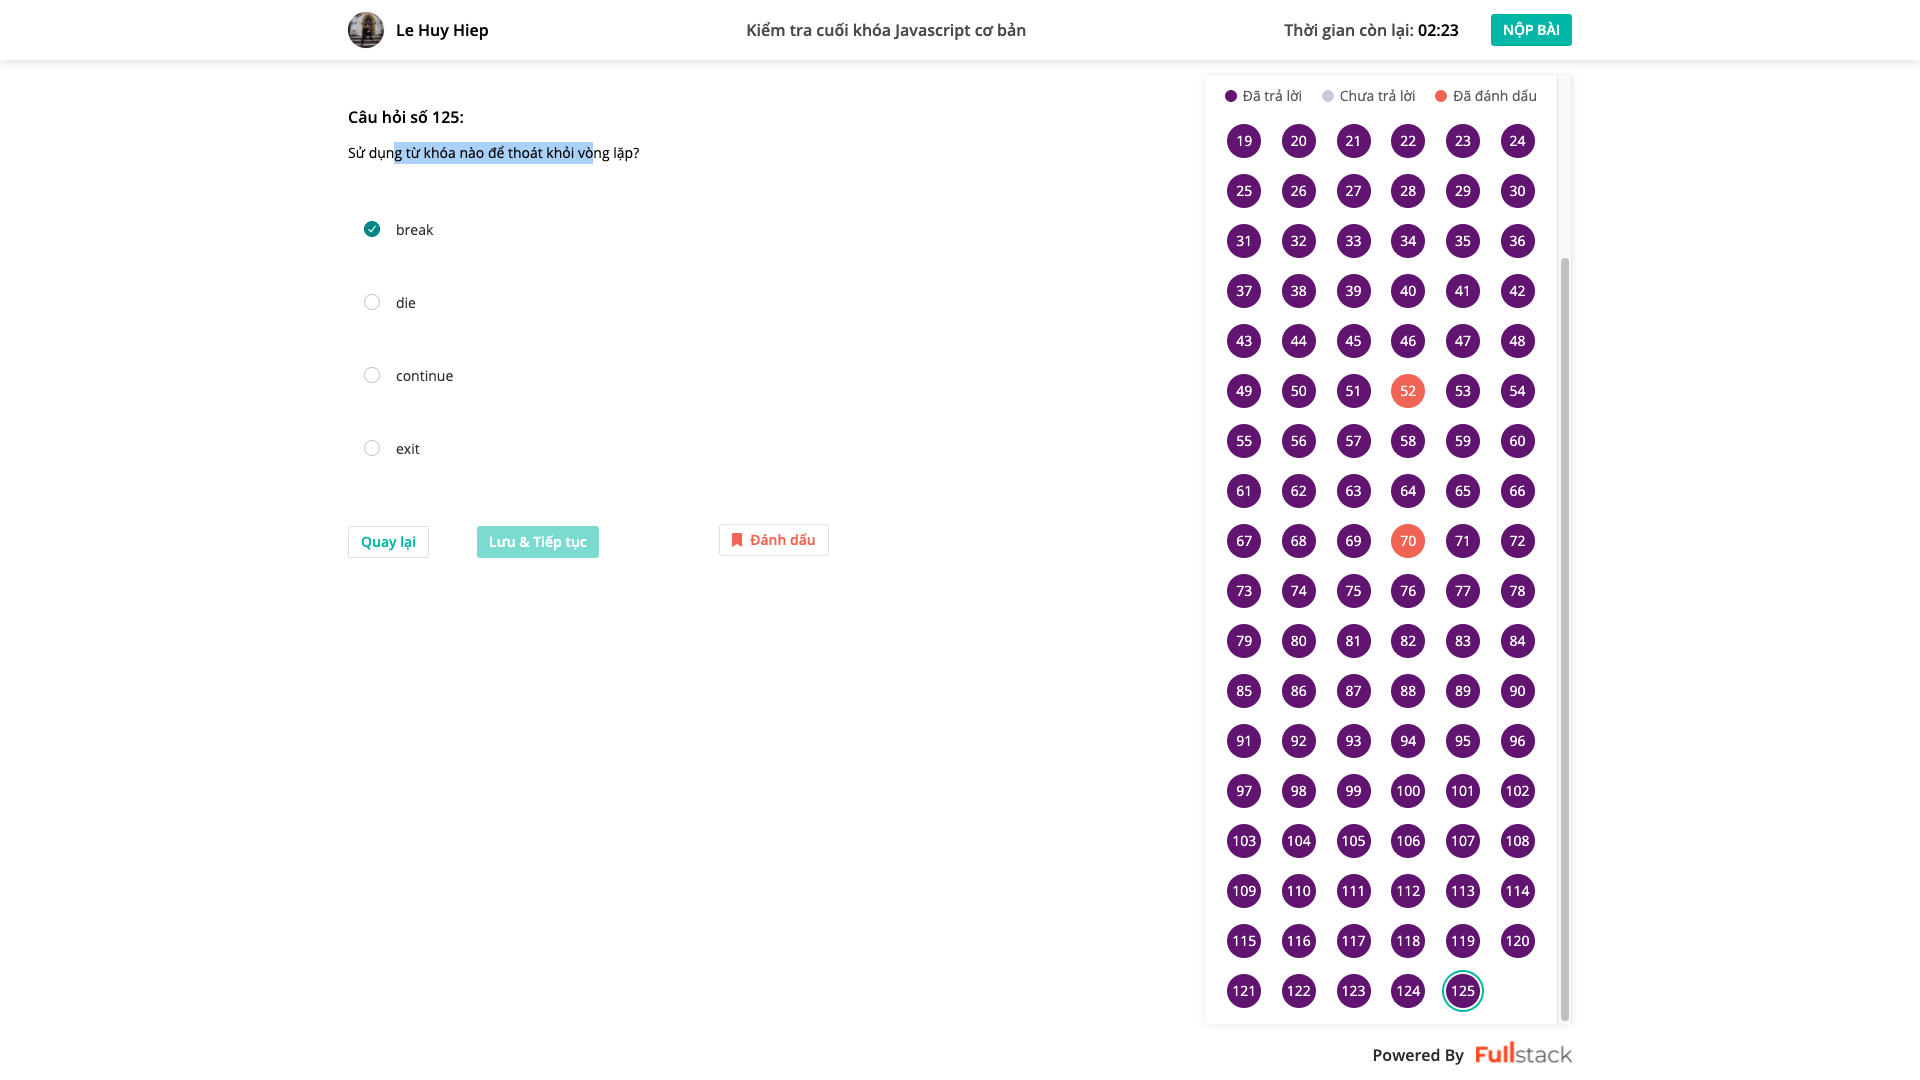 Le Huy Hiep
Kiểm tra cuối khóa Javascript cơ bản
Thời gian còn lại: 02:23
NỘP BÀI
Câu hỏi số 125:
Sử dụng từ khóa nào để thoát khỏi vòng lặp?
break
die
continue
exit
Quay lại
Lưu & Tiếp tục
Đánh dấu
Đã trả lời
Chưa trả lời
Đã đánh dấu
19 20 21 22 23 24
25 26 27 28 29 30
31 32 33 34 35 36
37 38 39 40 41 42
43 44 45 46 47 48
49 50 51 52 53 54
55 56 57 58 59 60
61 62 63 64 65 66
67 68 69 70 71 72
73 74 75 76 77 78
79 80 81 82 83 84
85 86 87 88 89 90
91 92 93 94 95 96
97 98 99 100 101 102
103 104 105 106 107 108
109 110 111 112 113 114
115 116 117 118 119 120
121 122 123 124 125
Powered By Fullstack